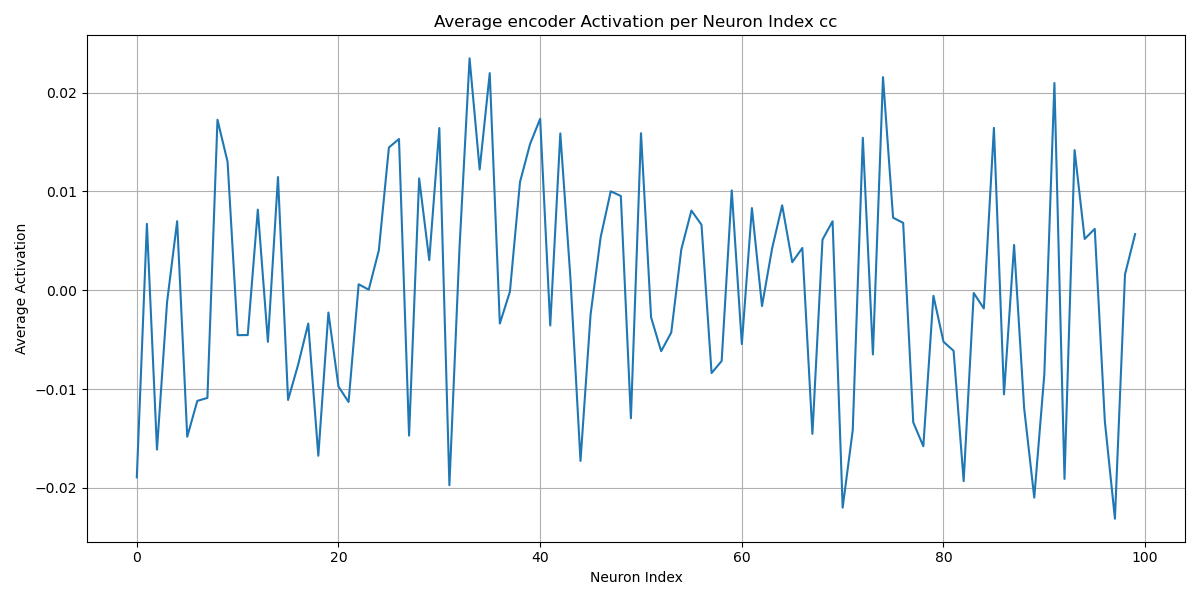 Average encoder Activation per Neuron Index cc
0.02
0.01
0.00
−0.01
−0.02
Average Activation
0 20 40 60 80 100
Neuron Index